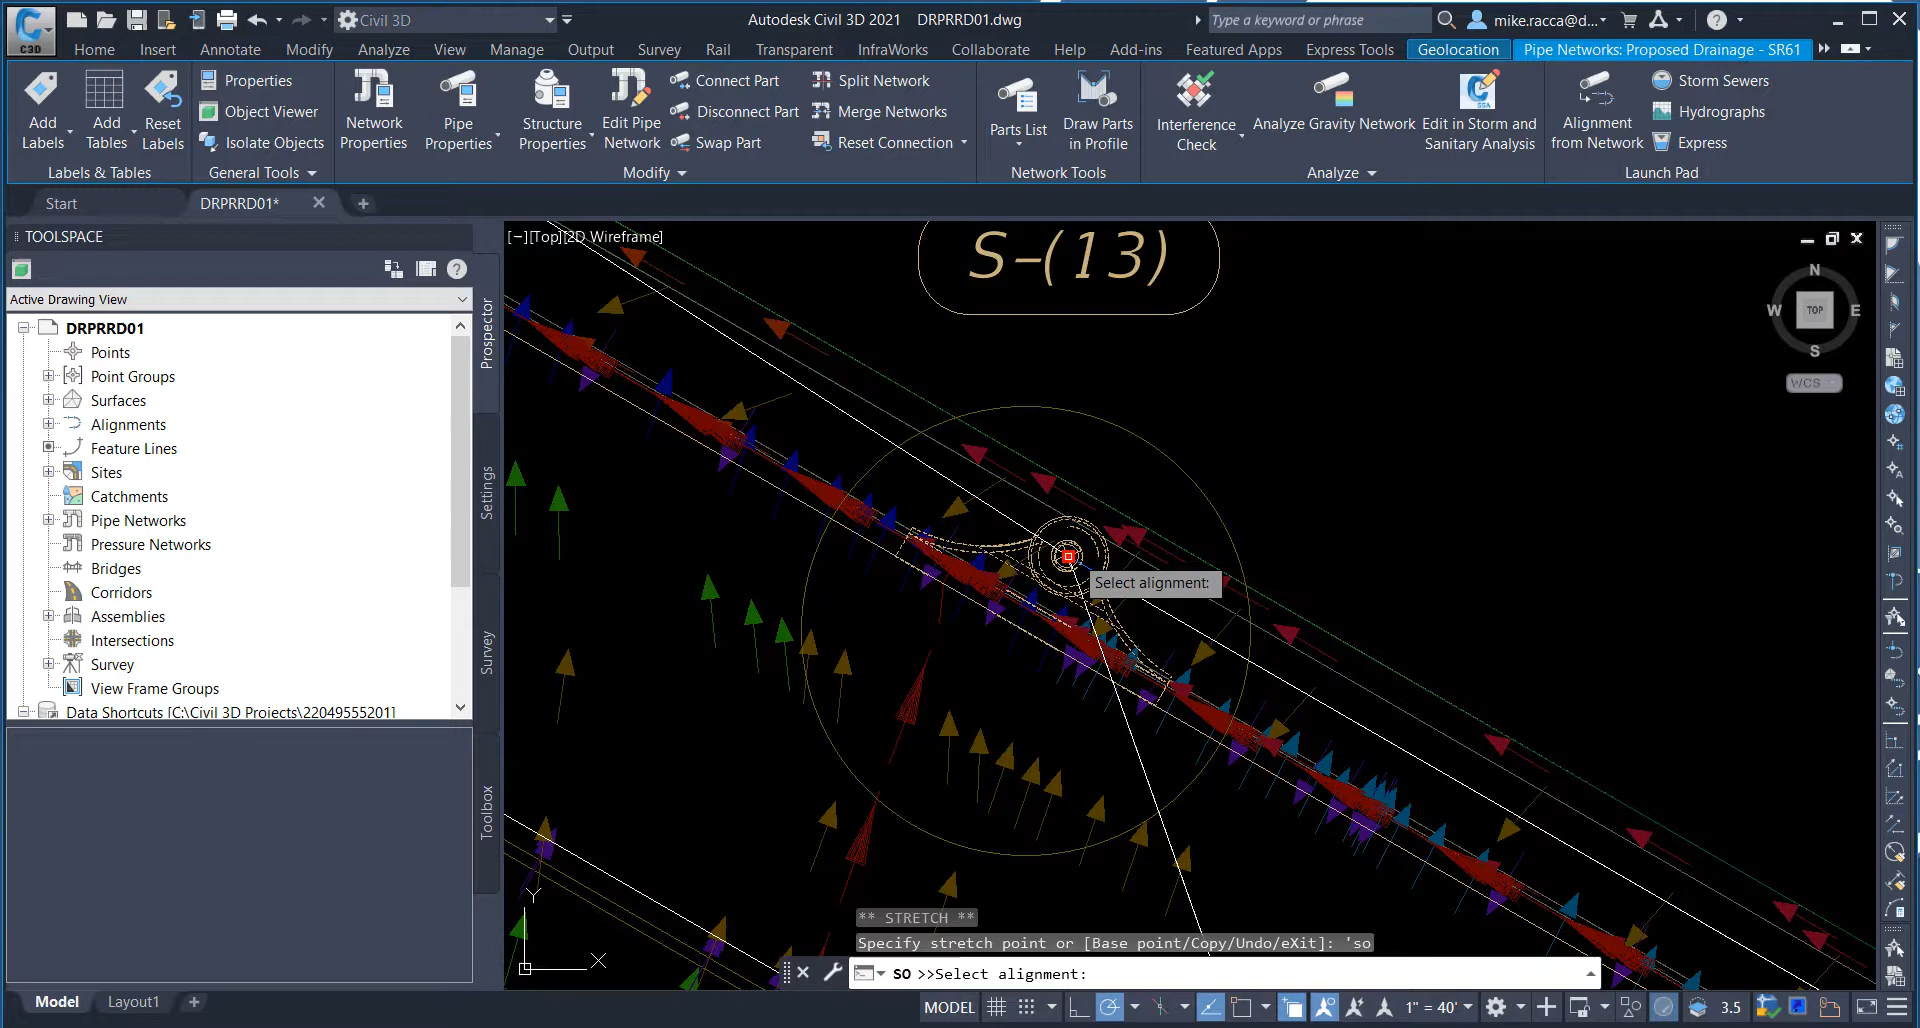 C3D
Civil 3D
Autodesk Civil 3D 2021 DRPRRD01.dwg
Type a keyword or phrase
mike.racca@d...
Home Insert Annotate Modify Analyze View Manage Output Survey Rail Transparent InfraWorks Collaborate Help Add-ins Featured Apps Express Tools Geolocation Pipe Networks: Proposed Drainage - SR61
Add Labels
Add Tables
Reset Labels
Labels & Tables
Properties
Object Viewer
Isolate Objects
General Tools
Network Properties
Pipe Properties
Structure Properties
Edit Pipe Network
Connect Part
Disconnect Part
Swap Part
Split Network
Merge Networks
Reset Connection
Modify
Parts List
Draw Parts in Profile
Network Tools
Interference Check
Analyze Gravity Network
GSA
Edit in Storm and Sanitary Analysis
Analyze
Alignment from Network
Storm Sewers
Hydrographs
Express
Launch Pad
Start
DRPRRD01*
TOOLSPACE
Active Drawing View
DRPRRD01
Points
Point Groups
Surfaces
Alignments
Feature Lines
Sites
Catchments
Pipe Networks
Pressure Networks
Bridges
Corridors
Assemblies
Intersections
Survey
View Frame Groups
Data Shortcuts [C:\Civil 3D Projects\220495555201]
Prospector
Settings
Survey
Toolbox
[−][Top][2D Wireframe]
S-(13)
N
W TOP E
S
WCS
Select alignment:
Y
X
** STRETCH **
Specify stretch point or [Base point/Copy/Undo/eXit]: 'so
SO >>Select alignment:
Model Layout1
MODEL
1" = 40'
3.5